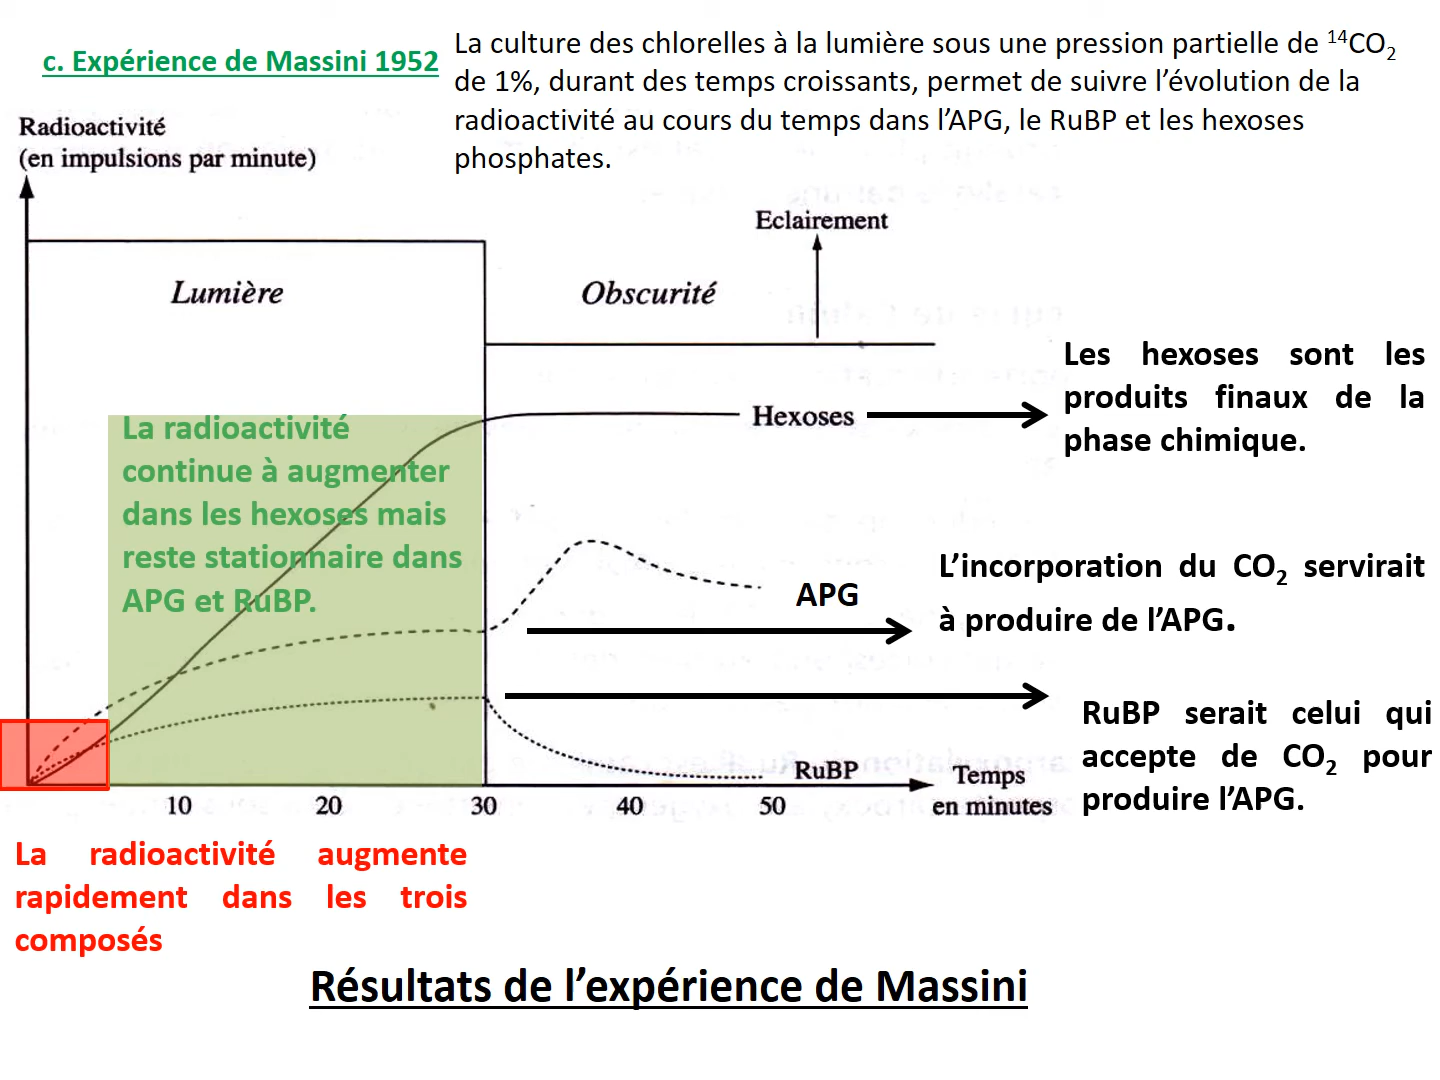 c. Expérience de Massini 1952
La culture des chlorelles à la lumière sous une pression partielle de ¹⁴CO₂
de 1%, durant des temps croissants, permet de suivre l’évolution de la
radioactivité au cours du temps dans l’APG, le RuBP et les hexoses
phosphates.
Radioactivité
(en impulsions par minute)
Eclairement
Lumière
Obscurité
Les hexoses sont les
produits finaux de la
phase chimique.
Hexoses
La radioactivité
continue à augmenter
dans les hexoses mais
reste stationnaire dans
APG et RuBP.
L’incorporation du CO₂ servirait
à produire de l’APG.
APG
RuBP serait celui qui
accepte de CO₂ pour
produire l’APG.
RuBP
Temps
en minutes
10 20 30 40 50
La radioactivité augmente
rapidement dans les trois
composés
Résultats de l’expérience de Massini